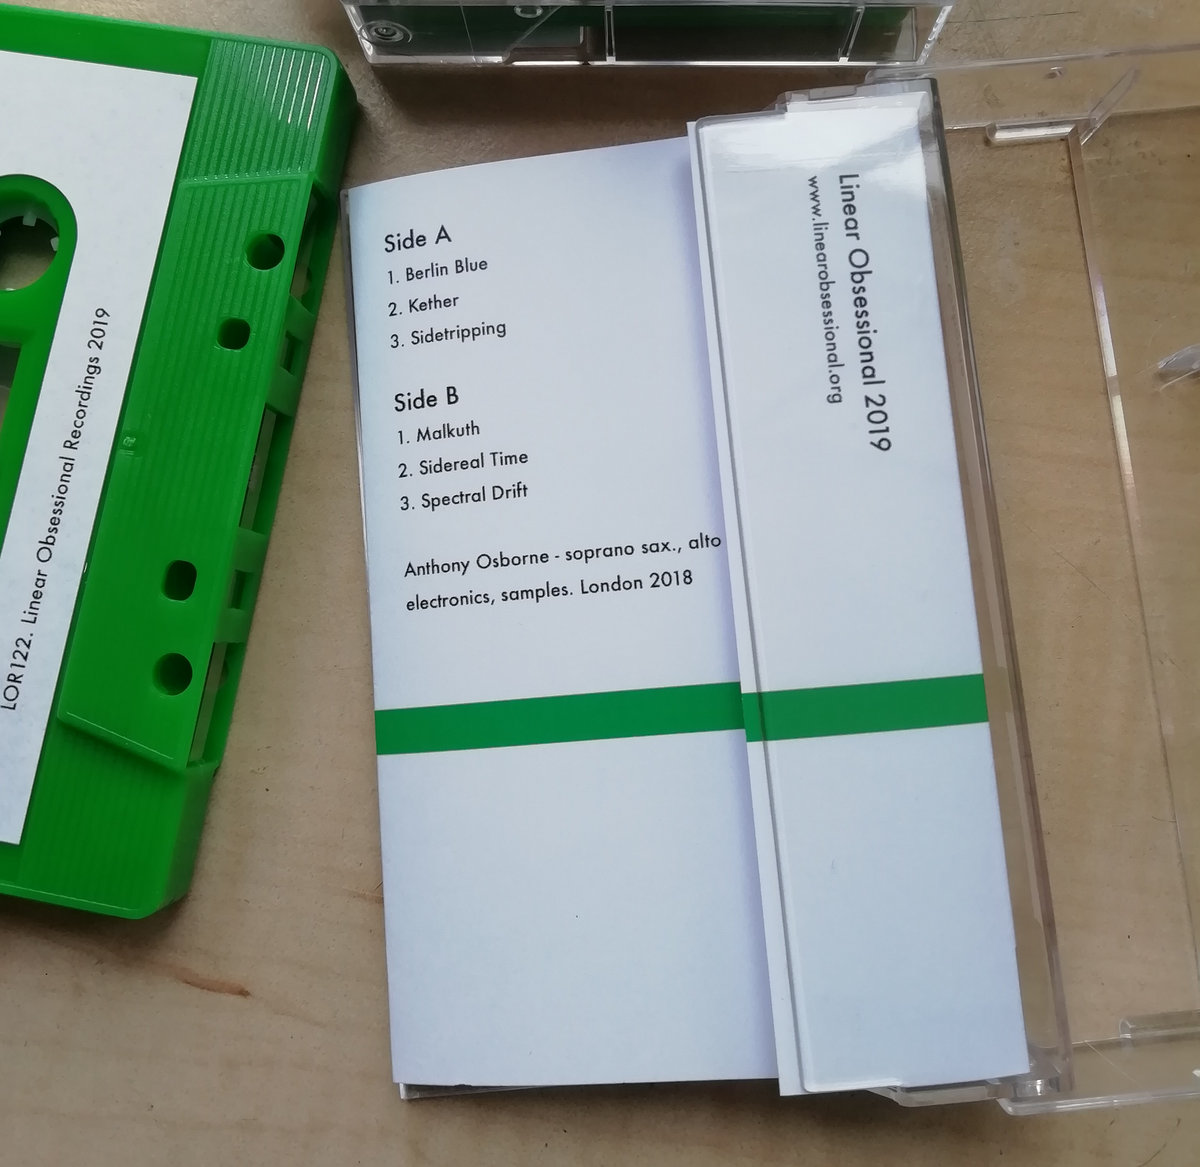 LOR122. Linear Obsessional Recordings 2019
Side A
1. Berlin Blue
2. Kether
3. Sidetripping
Side B
1. Malkuth
2. Sidereal Time
3. Spectral Drift
Anthony Osborne - soprano sax., alto
electronics, samples. London 2018
Linear Obsessional 2019
www.linearobsessional.org